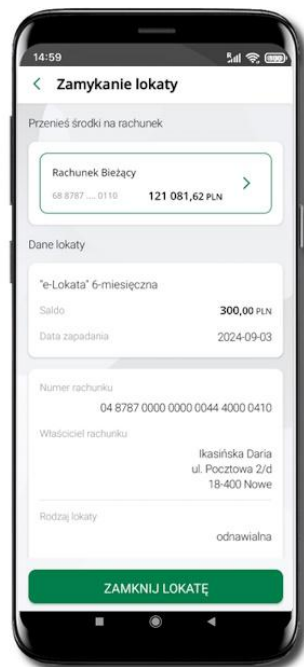 14:59
Zamykanie lokaty
Przenieś środki na rachunek
Rachunek Bieżący
68 8787 .... 0110 121 081,62 PLN
Dane lokaty
"e-Lokata" 6-miesięczna
Saldo 300,00 PLN
Data zapadania 2024-09-03
Numer rachunku
04 8787 0000 0000 0044 4000 0410
Właściciel rachunku
Ikasińska Daria
ul. Pocztowa 2/d
18-400 Nowe
Rodzaj lokaty
odnawialna
ZAMKNIJ LOKATĘ